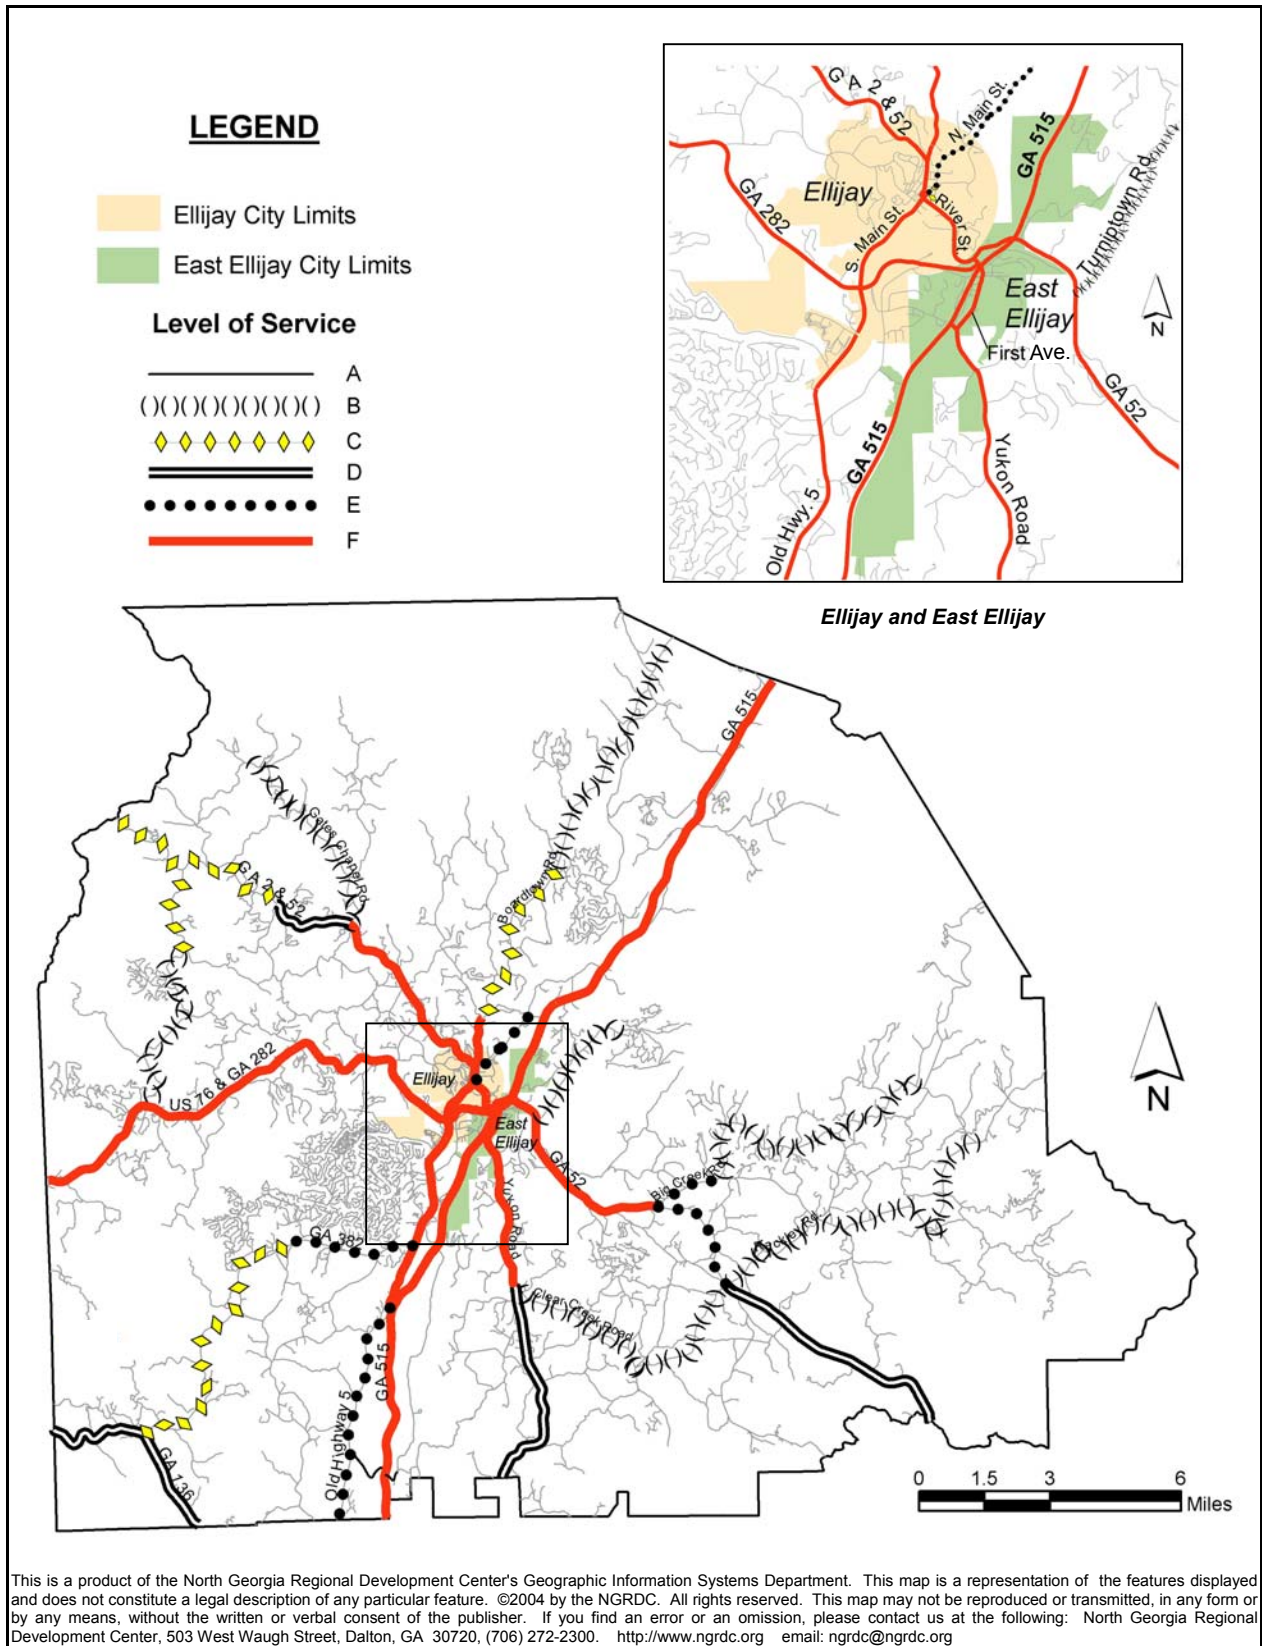 LEGEND
Ellijay City Limits
East Ellijay City Limits
Level of Service
A
B
C
D
E
F
GA 2 & 52
N. Main St.
GA 515
Turniptown Rd.
Ellijay
GA 282
River St.
S. Main St.
East
Ellijay
N
First Ave.
GA 52
GA 515
Yukon Road
Old Hwy. 5
Ellijay and East Ellijay
GA 515
Gates Chapel Rd.
GA 2 & 52
Boardtown Rd.
US 76 & GA 282
Ellijay
East
Ellijay
N
GA 52
Big Creek Rd.
Yukon Road
GA 382
Clear Creek Road
GA 515
Old Highway 5
GA 136
0 1.5 3 6
Miles
This is a product of the North Georgia Regional Development Center's Geographic Information Systems Department. This map is a representation of the features displayed
and does not constitute a legal description of any particular feature. ©2004 by the NGRDC. All rights reserved. This map may not be reproduced or transmitted, in any form or
by any means, without the written or verbal consent of the publisher. If you find an error or an omission, please contact us at the following: North Georgia Regional
Development Center, 503 West Waugh Street, Dalton, GA 30720, (706) 272-2300. http://www.ngrdc.org email: ngrdc@ngrdc.org